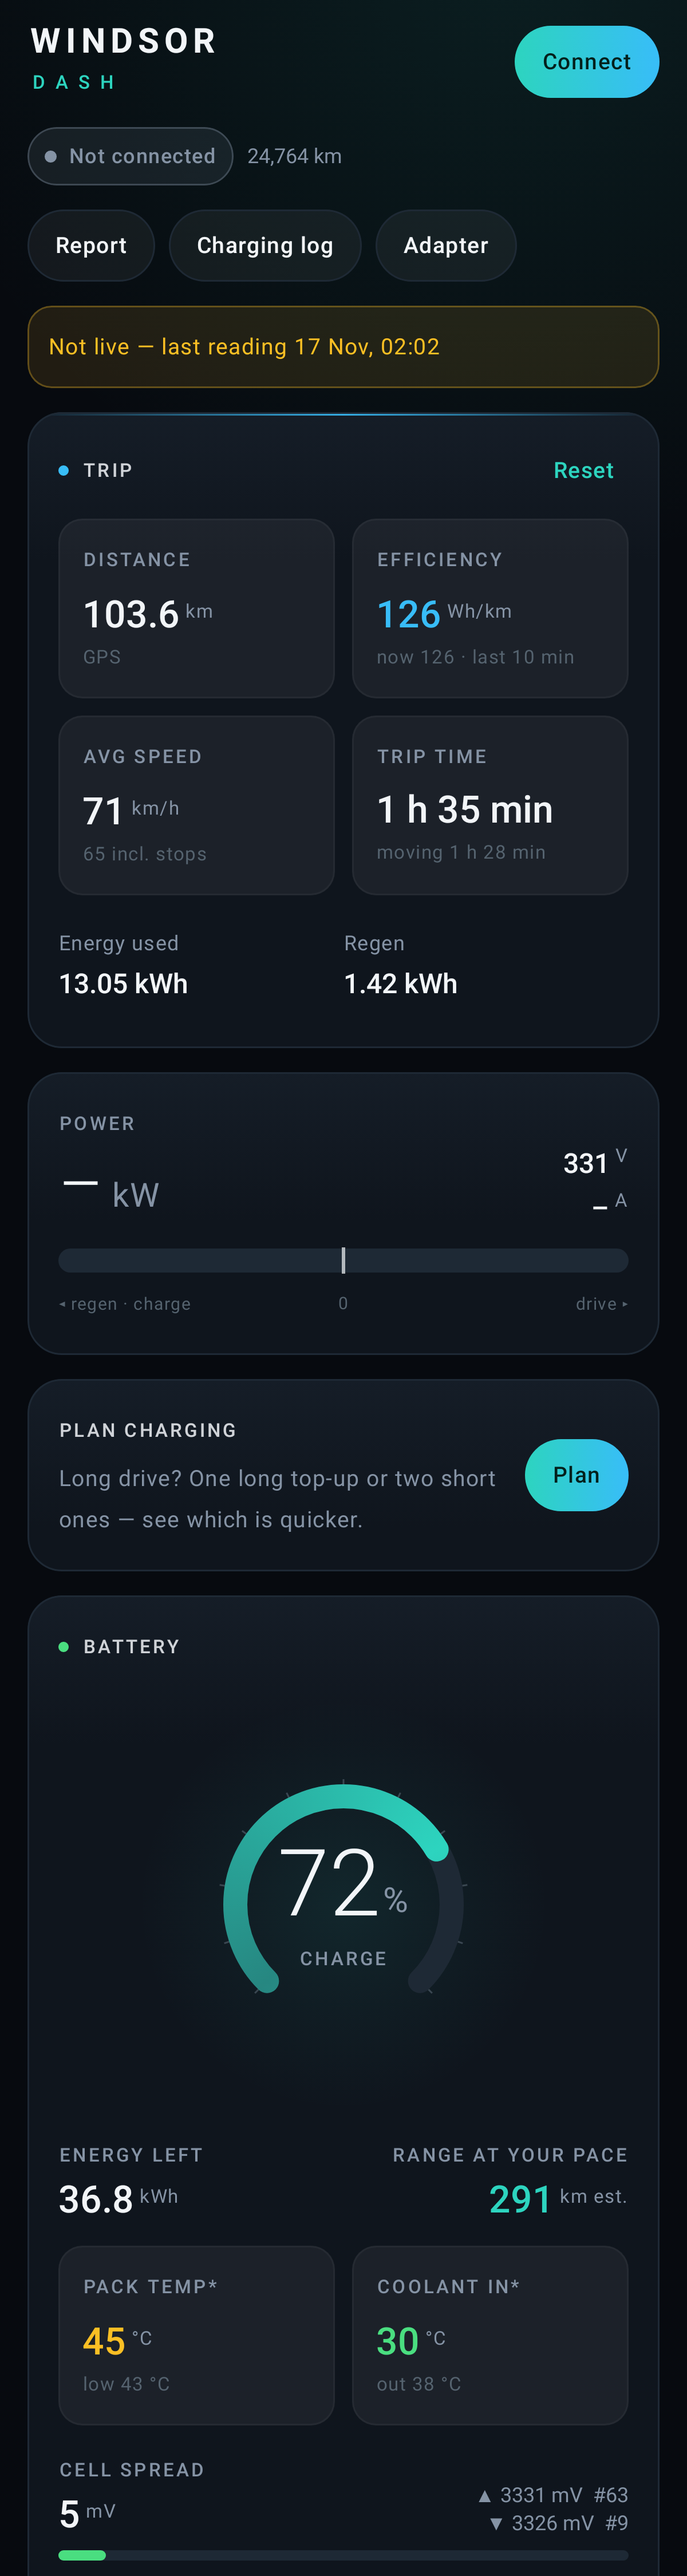 WINDSOR
DASH
Connect
Not connected
24,764 km
Report
Charging log
Adapter
Not live — last reading 17 Nov, 02:02
TRIP
Reset
DISTANCE
103.6 km
GPS
EFFICIENCY
126 Wh/km
now 126 · last 10 min
AVG SPEED
71 km/h
65 incl. stops
TRIP TIME
1 h 35 min
moving 1 h 28 min
Energy used
13.05 kWh
Regen
1.42 kWh
POWER
— kW
331 V
– A
◂ regen · charge
0
drive ▸
PLAN CHARGING
Long drive? One long top-up or two short
ones — see which is quicker.
Plan
BATTERY
72%
CHARGE
ENERGY LEFT
36.8 kWh
RANGE AT YOUR PACE
291 km est.
PACK TEMP*
45 °C
low 43 °C
COOLANT IN*
30 °C
out 38 °C
CELL SPREAD
5 mV
▲ 3331 mV #63
▼ 3326 mV #9